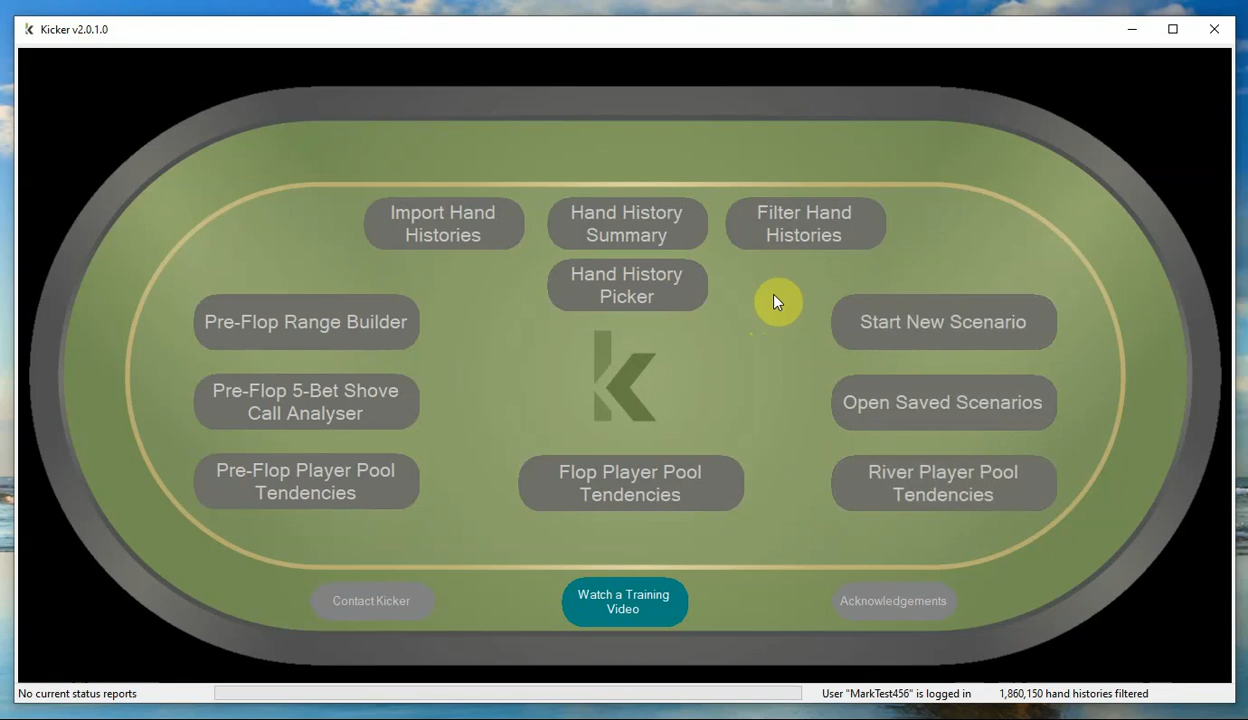 Kicker v2.0.1.0
Import Hand
Histories
Hand History
Summary
Filter Hand
Histories
Hand History
Picker
Pre-Flop Range Builder
Start New Scenario
Pre-Flop 5-Bet Shove
Call Analyser
Open Saved Scenarios
Pre-Flop Player Pool
Tendencies
Flop Player Pool
Tendencies
River Player Pool
Tendencies
Contact Kicker
Watch a Training
Video
Acknowledgements
No current status reports
User "MarkTest456" is logged in
1,860,150 hand histories filtered